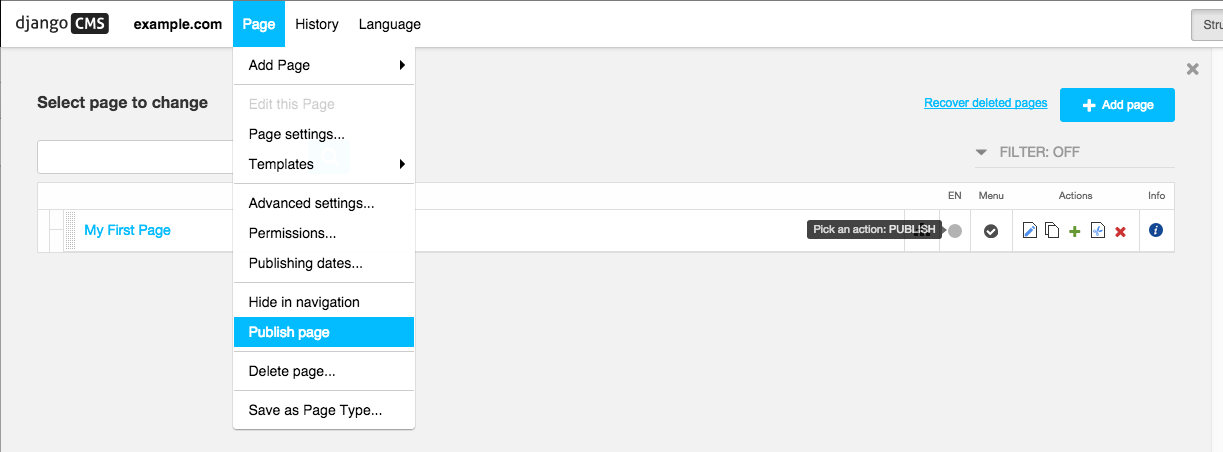 django CMS example.com Page History Language Stru
Add Page
Select page to change
Recover deleted pages
Add page
Edit this Page
Page settings...
Templates
FILTER: OFF
EN Menu Actions Info
Advanced settings...
My First Page
Permissions...
Pick an action: PUBLISH
Publishing dates...
Hide in navigation
Publish page
Delete page...
Save as Page Type...